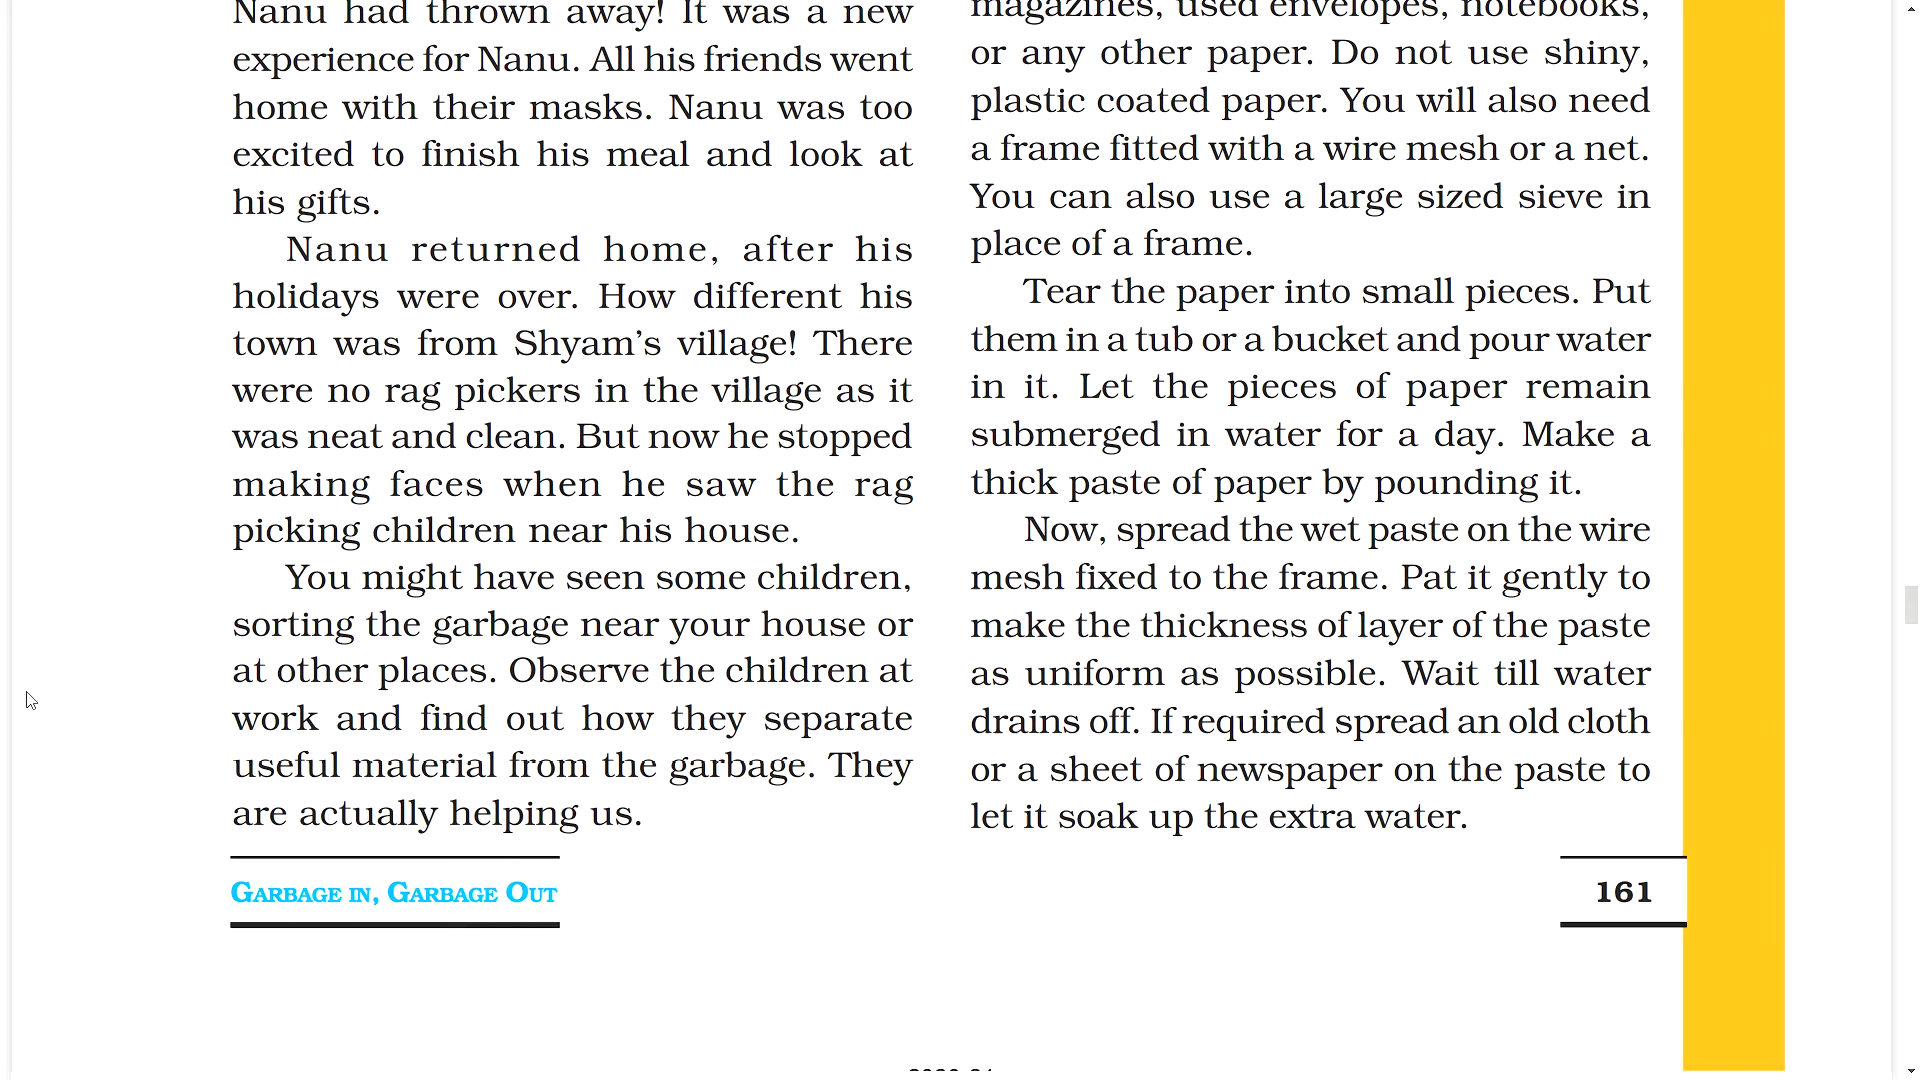 Nanu had thrown away! It was a new
experience for Nanu. All his friends went
home with their masks. Nanu was too
excited to finish his meal and look at
his gifts.
Nanu returned home, after his
holidays were over. How different his
town was from Shyam’s village! There
were no rag pickers in the village as it
was neat and clean. But now he stopped
making faces when he saw the rag
picking children near his house.
You might have seen some children,
sorting the garbage near your house or
at other places. Observe the children at
work and find out how they separate
useful material from the garbage. They
are actually helping us.
magazines, used envelopes, notebooks,
or any other paper. Do not use shiny,
plastic coated paper. You will also need
a frame fitted with a wire mesh or a net.
You can also use a large sized sieve in
place of a frame.
Tear the paper into small pieces. Put
them in a tub or a bucket and pour water
in it. Let the pieces of paper remain
submerged in water for a day. Make a
thick paste of paper by pounding it.
Now, spread the wet paste on the wire
mesh fixed to the frame. Pat it gently to
make the thickness of layer of the paste
as uniform as possible. Wait till water
drains off. If required spread an old cloth
or a sheet of newspaper on the paste to
let it soak up the extra water.
Garbage in, Garbage Out
161